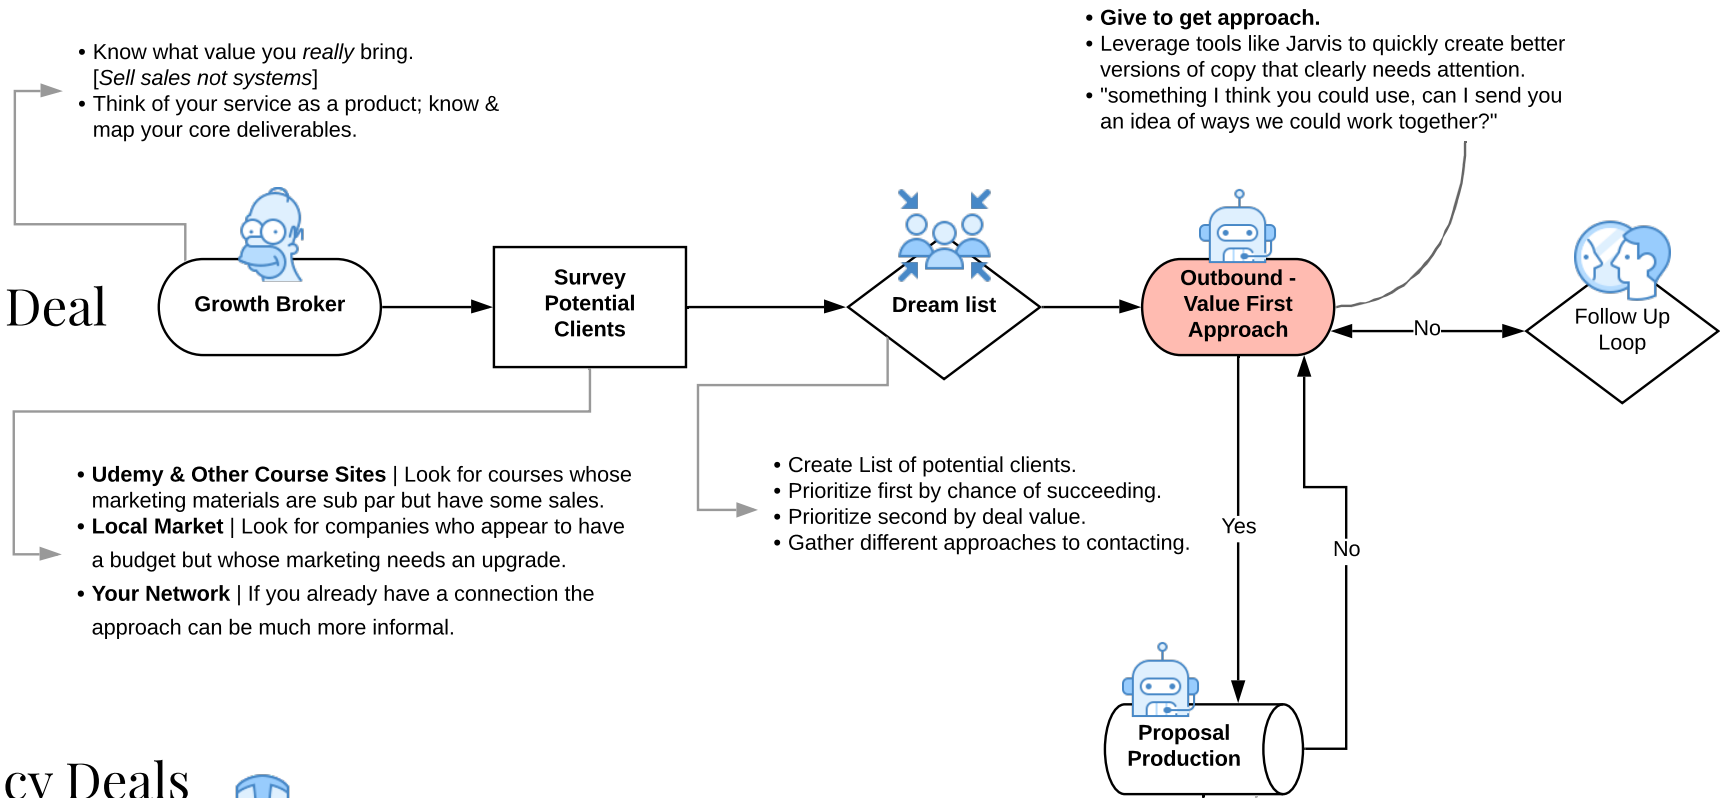 • Give to get approach.
• Leverage tools like Jarvis to quickly create better
versions of copy that clearly needs attention.
• "something I think you could use, can I send you
an idea of ways we could work together?"
• Know what value you really bring.
[Sell sales not systems]
• Think of your service as a product; know &
map your core deliverables.
Deal
Growth Broker
Survey
Potential
Clients
Dream list
Outbound -
Value First
Approach
No
Follow Up
Loop
• Udemy & Other Course Sites | Look for courses whose
marketing materials are sub par but have some sales.
• Local Market | Look for companies who appear to have
a budget but whose marketing needs an upgrade.
• Your Network | If you already have a connection the
approach can be much more informal.
• Create List of potential clients.
• Prioritize first by chance of succeeding.
• Prioritize second by deal value.
• Gather different approaches to contacting.
Yes
No
Proposal
Production
cy Deals